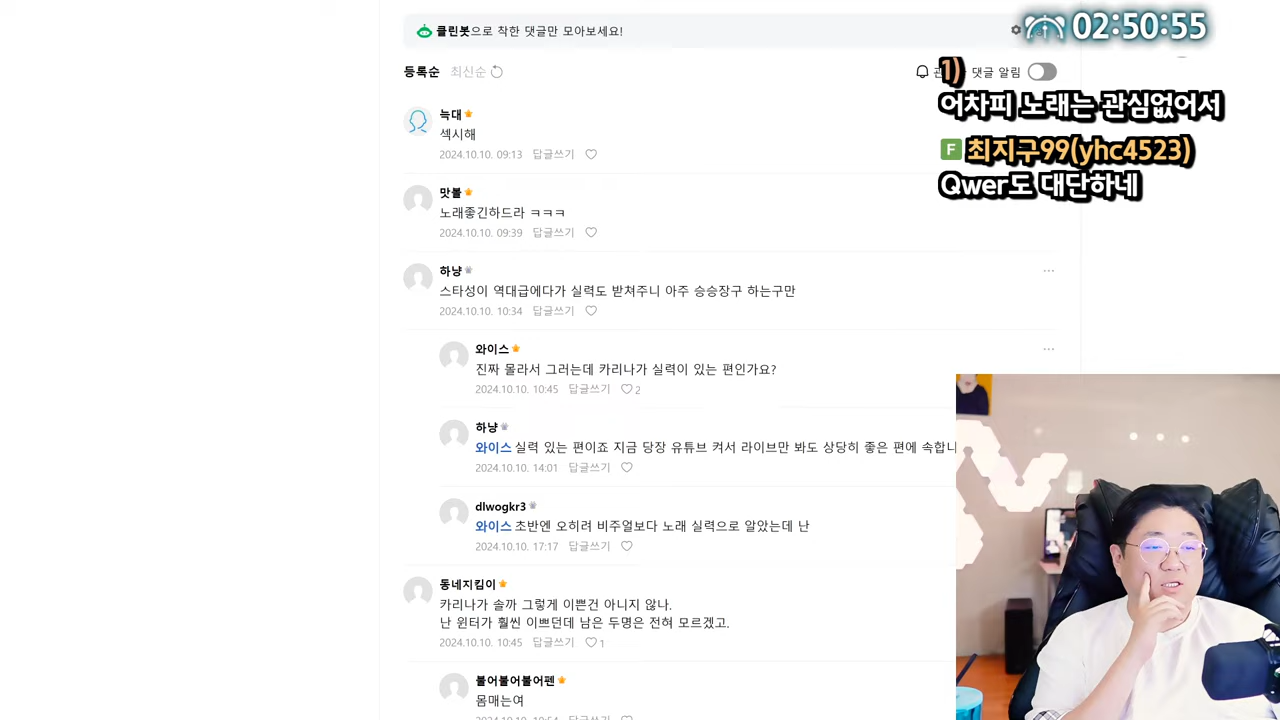 클린봇으로 착한 댓글만 모아보세요!
02:50:55
등록순 최신순
댓글 알림
1)
어차피 노래는 관심없어서
F 최지구99(yhc4523)
Qwer도 대단하네
늑대
섹시해
2024.10.10. 09:13 답글쓰기
맛볼
노래좋긴하드라 ㅋㅋㅋ
2024.10.10. 09:39 답글쓰기
하냥
스타성이 역대급에다가 실력도 받쳐주니 아주 승승장구 하는구만
2024.10.10. 10:34 답글쓰기
와이스
진짜 몰라서 그러는데 카리나가 실력이 있는 편인가요?
2024.10.10. 10:45 답글쓰기 2
하냥
와이스 실력 있는 편이죠 지금 당장 유튜브 켜서 라이브만 봐도 상당히 좋은 편에 속합니
2024.10.10. 14:01 답글쓰기
dlwogkr3
와이스 초반엔 오히려 비주얼보다 노래 실력으로 알았는데 난
2024.10.10. 17:17 답글쓰기
동네지킴이
카리나가 솔까 그렇게 이쁜건 아니지 않나.
난 윈터가 훨씬 이쁘던데 남은 두명은 전혀 모르겠고.
2024.10.10. 10:45 답글쓰기 1
볼어볼어볼어펜
몸매는여
2024.10.10. 10:54 답글쓰기